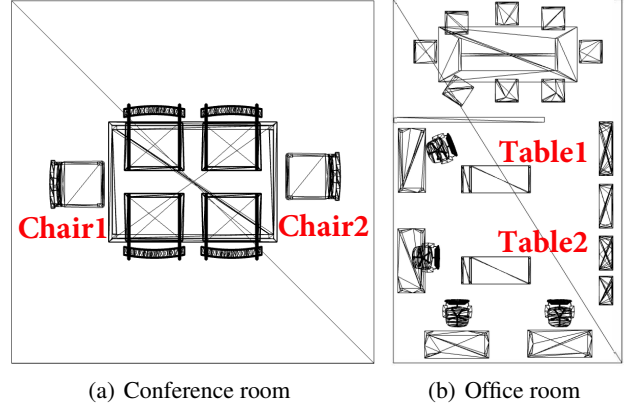 Chair1
Chair2
Table1
Table2
(a) Conference room
(b) Office room